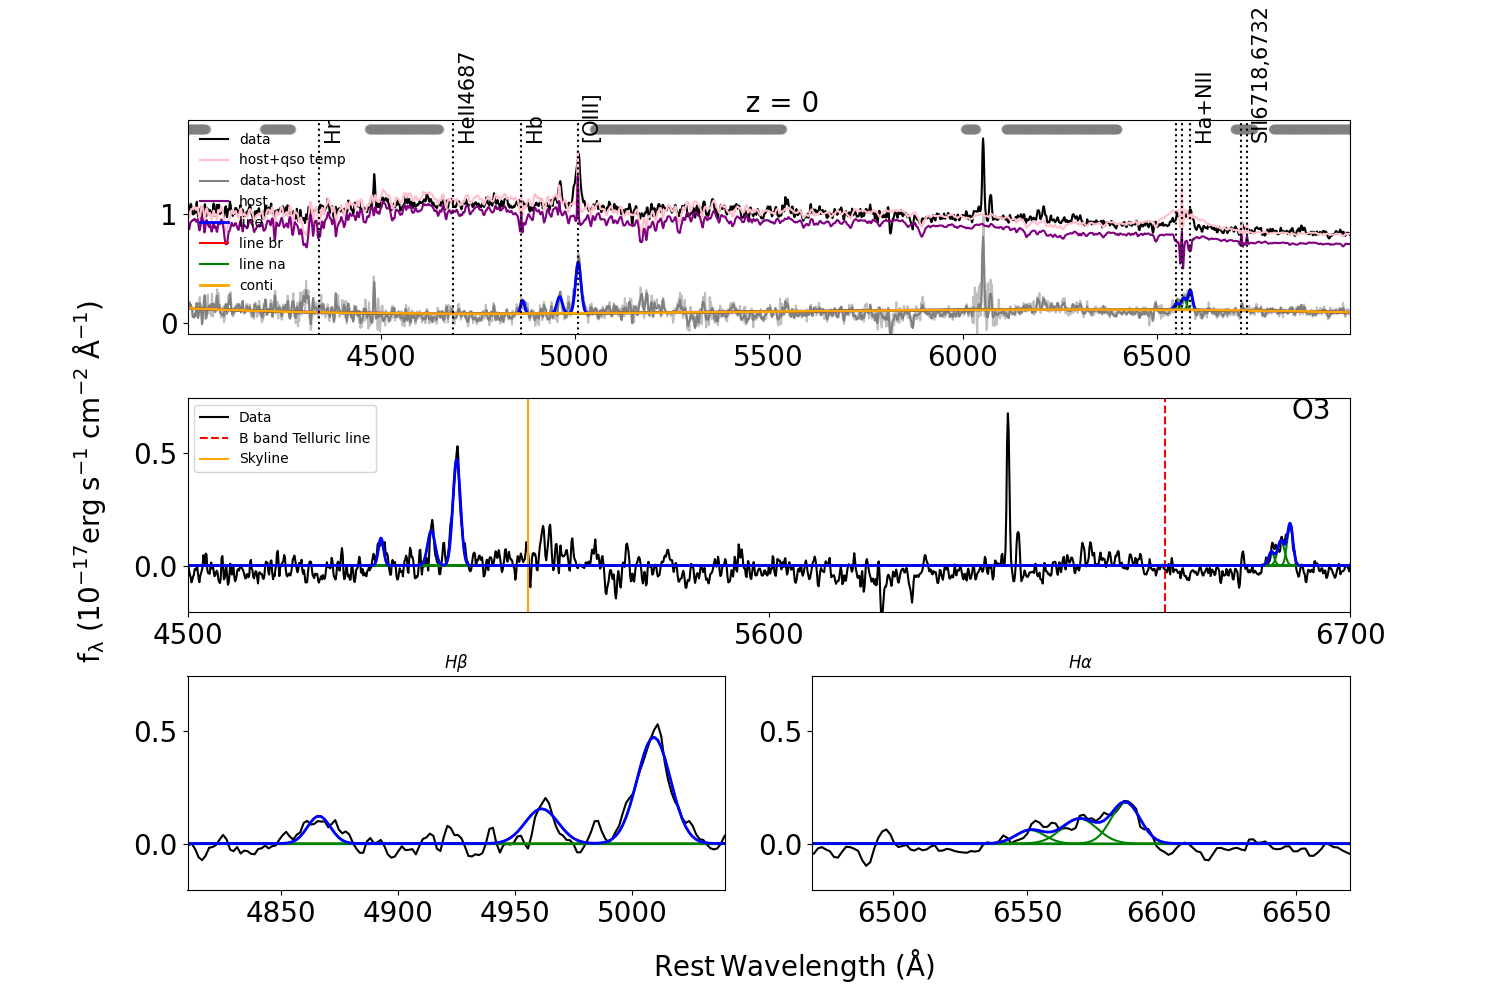 z = 0
Hr
HeII4687
Hb
[OIII]
Ha+NII
SII6718,6732
data
host+qso temp
data-host
host
line
line br
line na
conti
1
0
4500 5000 5500 6000 6500
O3
Data
B band Telluric line
Skyline
0.5
0.0
4500 5600 6700
fλ (10⁻¹⁷erg s⁻¹ cm⁻² Å⁻¹)
Hβ
0.5
0.0
4850 4900 4950 5000
Hα
0.5
0.0
6500 6550 6600 6650
Rest Wavelength (Å)